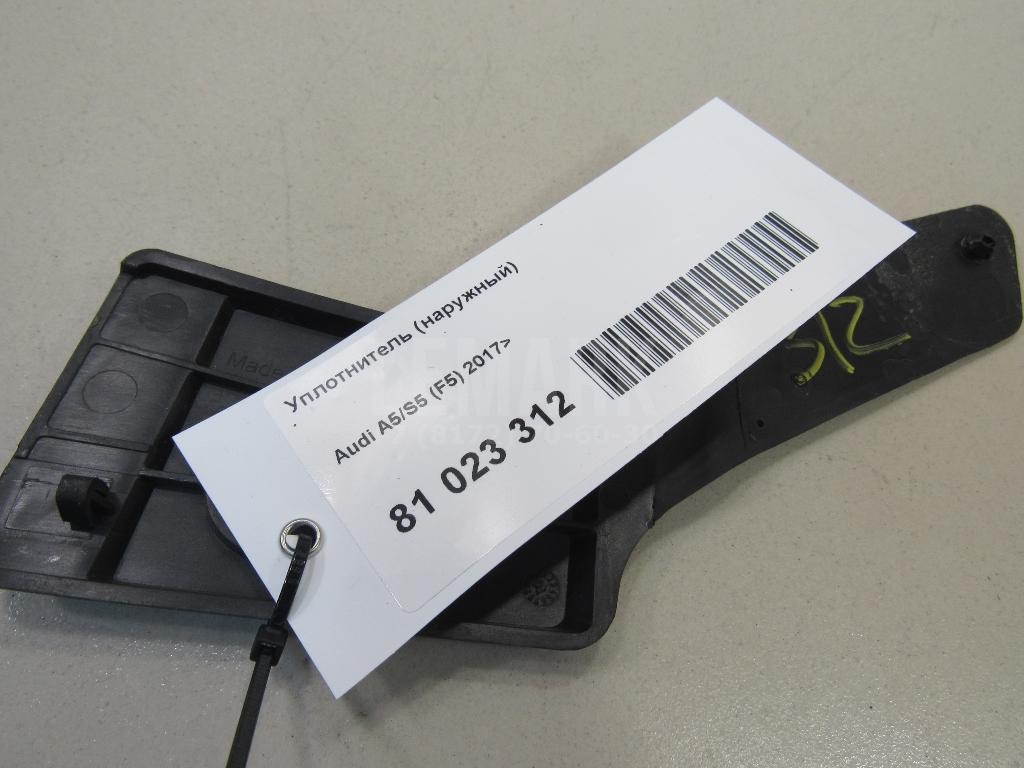 Уплотнитель (наружный)
Audi A5/S5 (F5) 2017>
81 023 312
312
Made